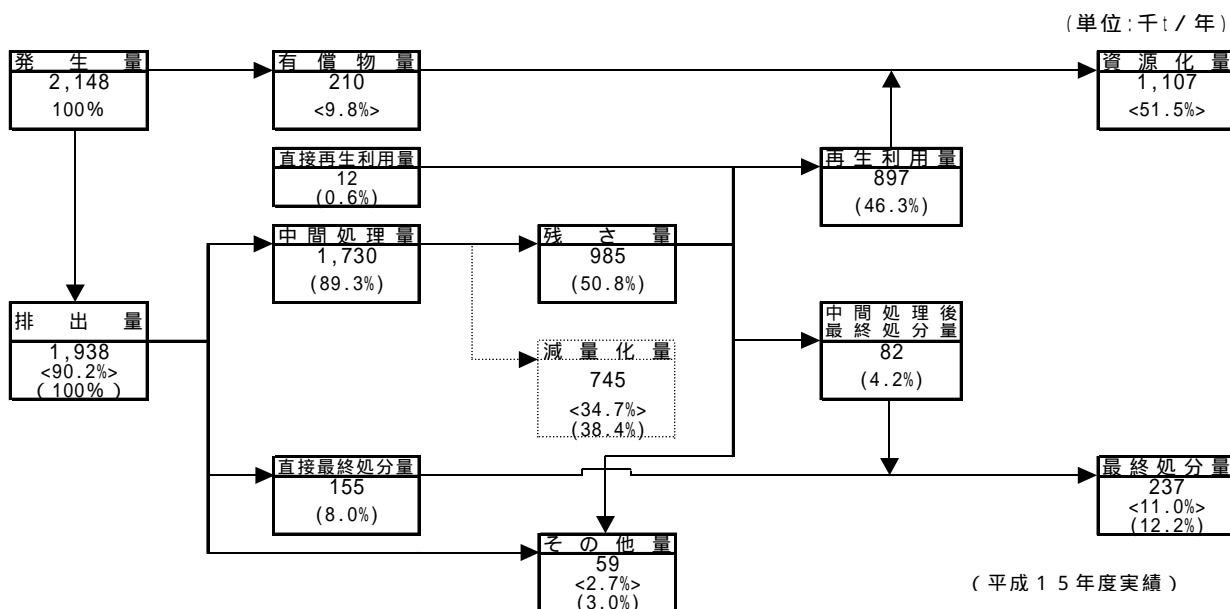 (単位:千t/年)
発生量
2,148
100%
有償物量
210
<9.8%>
資源化量
1,107
<51.5%>
直接再生利用量
12
(0.6%)
再生利用量
897
(46.3%)
中間処理量
1,730
(89.3%)
残さ量
985
(50.8%)
排出量
1,938
<90.2%>
(100%)
減量化量
745
<34.7%>
(38.4%)
中間処理後
最終処分量
82
(4.2%)
直接最終処分量
155
(8.0%)
最終処分量
237
<11.0%>
(12.2%)
その他量
59
<2.7%>
(3.0%)
(平成15年度実績)